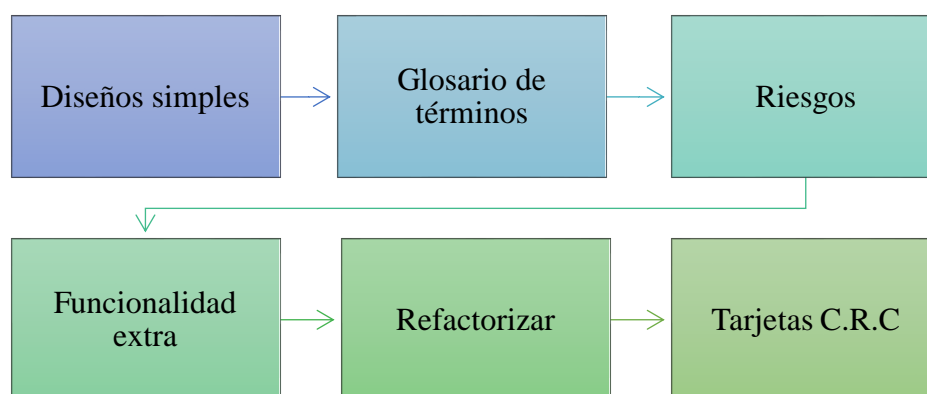 Diseños simples
Glosario de
términos
Riesgos
Funcionalidad
extra
Refactorizar
Tarjetas C.R.C